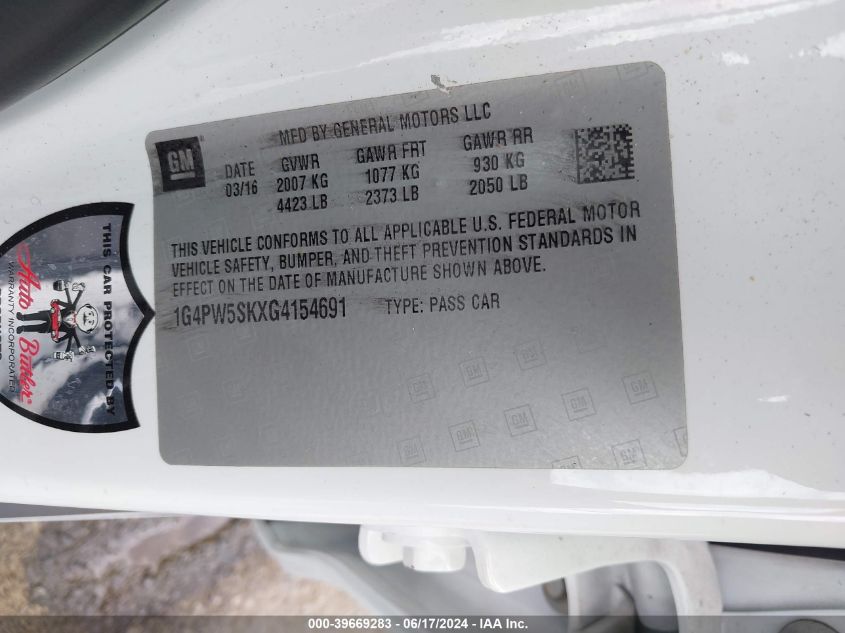 MFD BY GENERAL MOTORS LLC
GM
DATE GVWR GAWR FRT GAWR RR
03/16 2007 KG 1077 KG 930 KG
4423 LB 2373 LB 2050 LB
THIS VEHICLE CONFORMS TO ALL APPLICABLE U.S. FEDERAL MOTOR
VEHICLE SAFETY, BUMPER, AND THEFT PREVENTION STANDARDS IN
EFFECT ON THE DATE OF MANUFACTURE SHOWN ABOVE.
1G4PW5SKXG4154691 TYPE: PASS CAR
THIS CAR PROTECTED BY
Auto Butler®
WARRANTY INCORPORATED
000-39669283 - 06/17/2024 - IAA Inc.